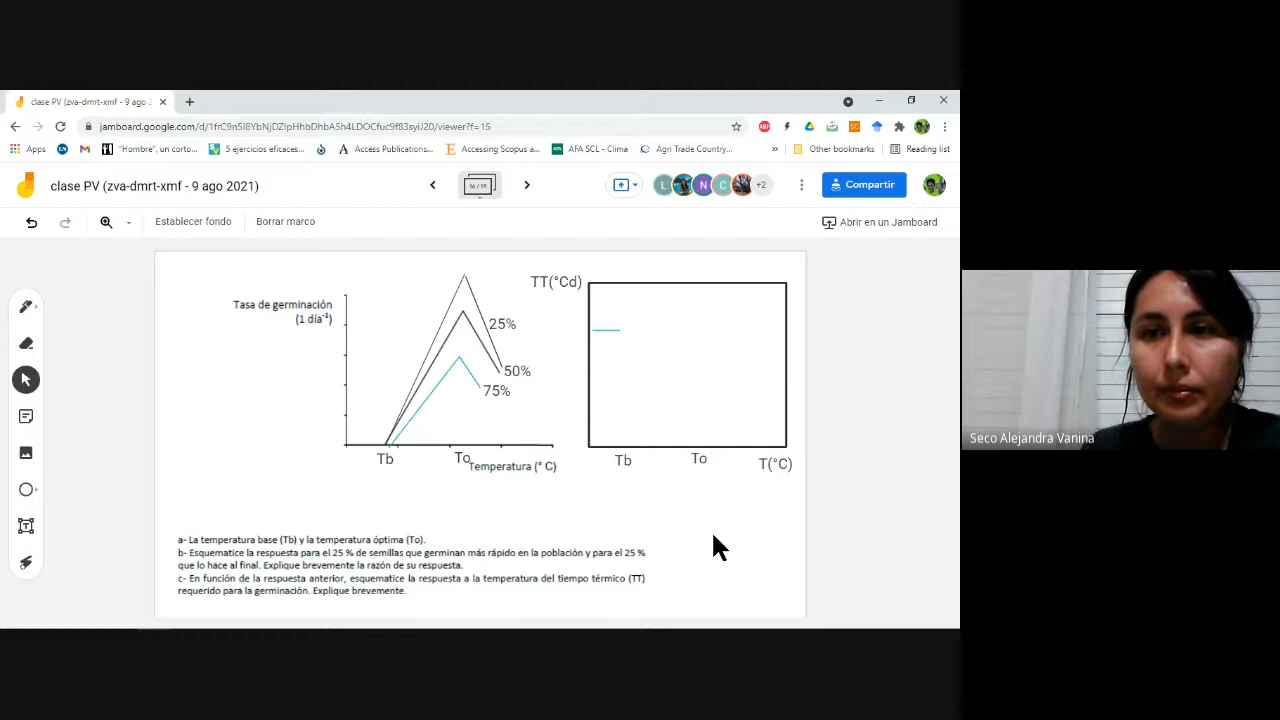 clase PV (zva-dmrt-xmf - 9 ago 2
jamboard.google.com/d/1frC9n5I8YbNjDZIpHhbDhbA5h4LDOCfuc9f83syiJ20/viewer?f=15
Apps
"Hombre", un corto...
5 ejercicios eficaces...
Access Publications...
Accessing Scopus a...
AFA SCL - Clima
Agri Trade Country...
»
Other bookmarks
Reading list
clase PV (zva-dmrt-xmf - 9 ago 2021)
16 / 19
L
N
C
+2
Compartir
Establecer fondo
Borrar marco
Abrir en un Jamboard
Tasa de germinación
(1 día-1)
25%
50%
75%
Tb
To
Temperatura (° C)
TT(°Cd)
Tb
To
T(°C)
a- La temperatura base (Tb) y la temperatura óptima (To).
b- Esquematice la respuesta para el 25 % de semillas que germinan más rápido en la población y para el 25 %
que lo hace al final. Explique brevemente la razón de su respuesta.
c- En función de la respuesta anterior, esquematice la respuesta a la temperatura del tiempo térmico (TT)
requerido para la germinación. Explique brevemente.
Seco Alejandra Vanina